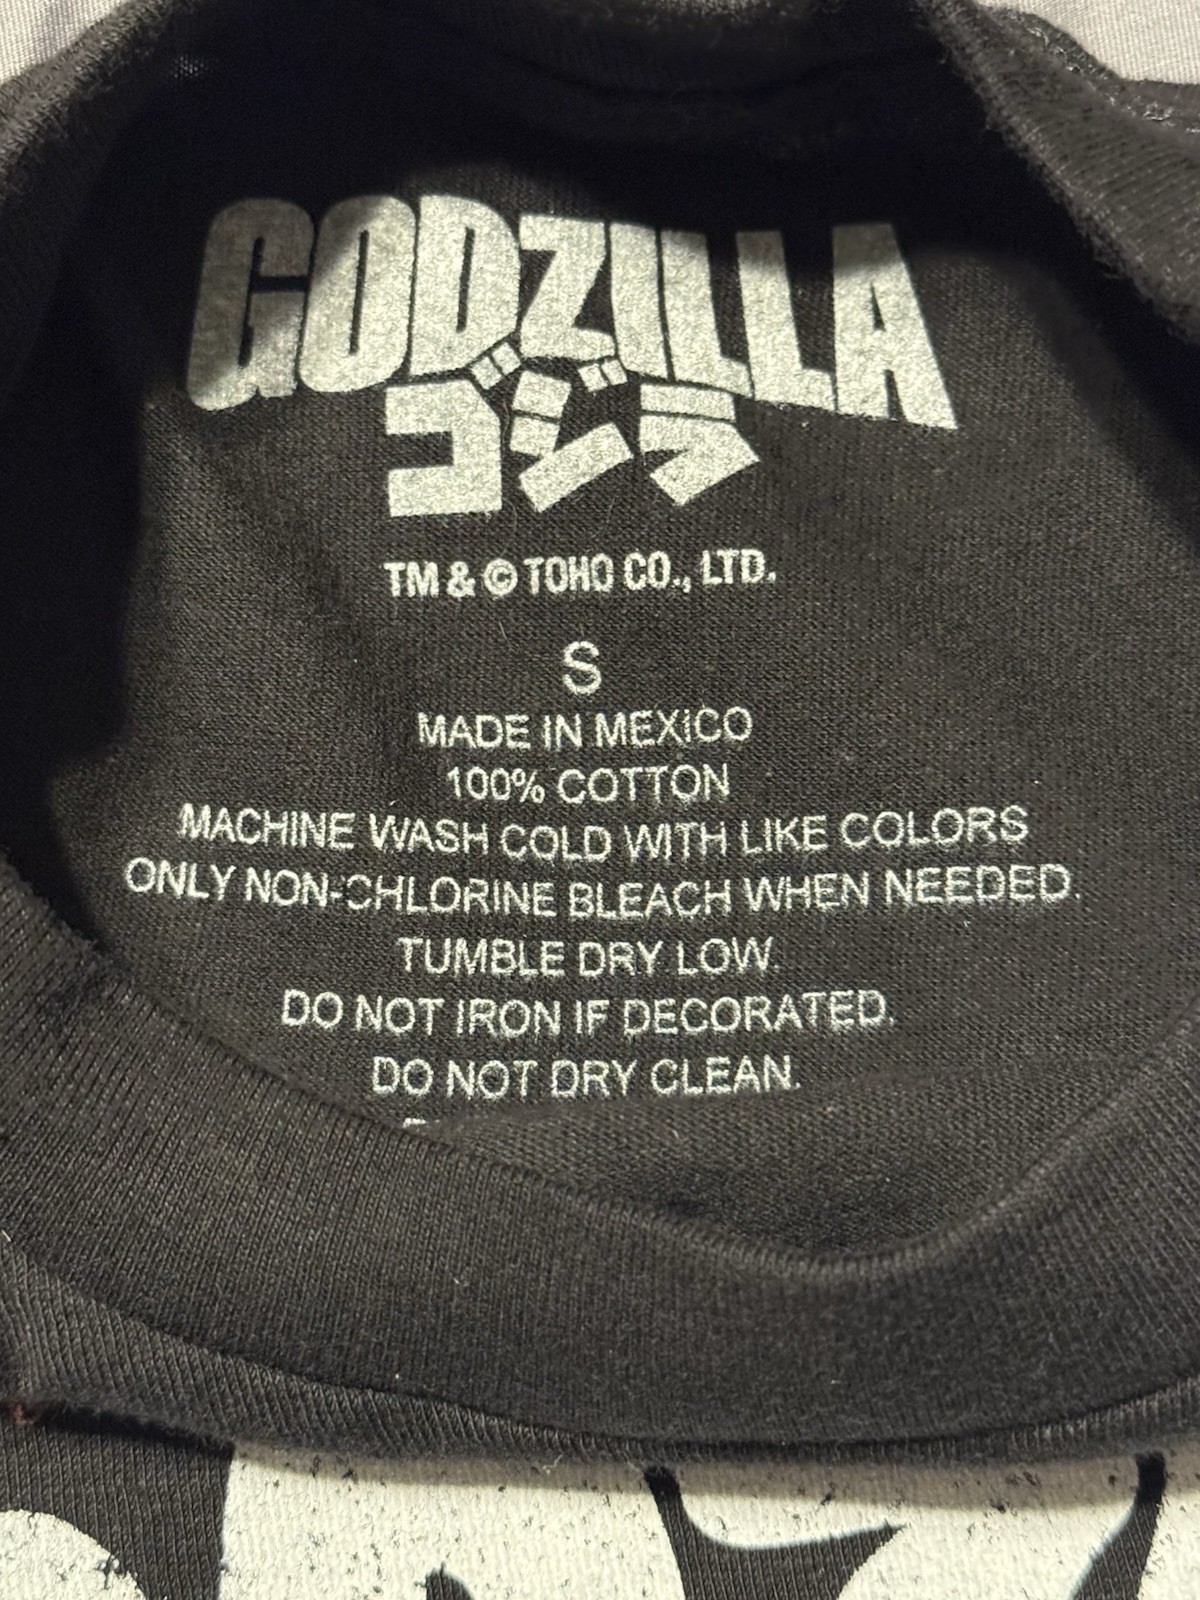 GODZILLA
ゴジラ
TM & © TOHO CO., LTD.
S
MADE IN MEXICO
100% COTTON
MACHINE WASH COLD WITH LIKE COLORS
ONLY NON-CHLORINE BLEACH WHEN NEEDED.
TUMBLE DRY LOW.
DO NOT IRON IF DECORATED.
DO NOT DRY CLEAN.